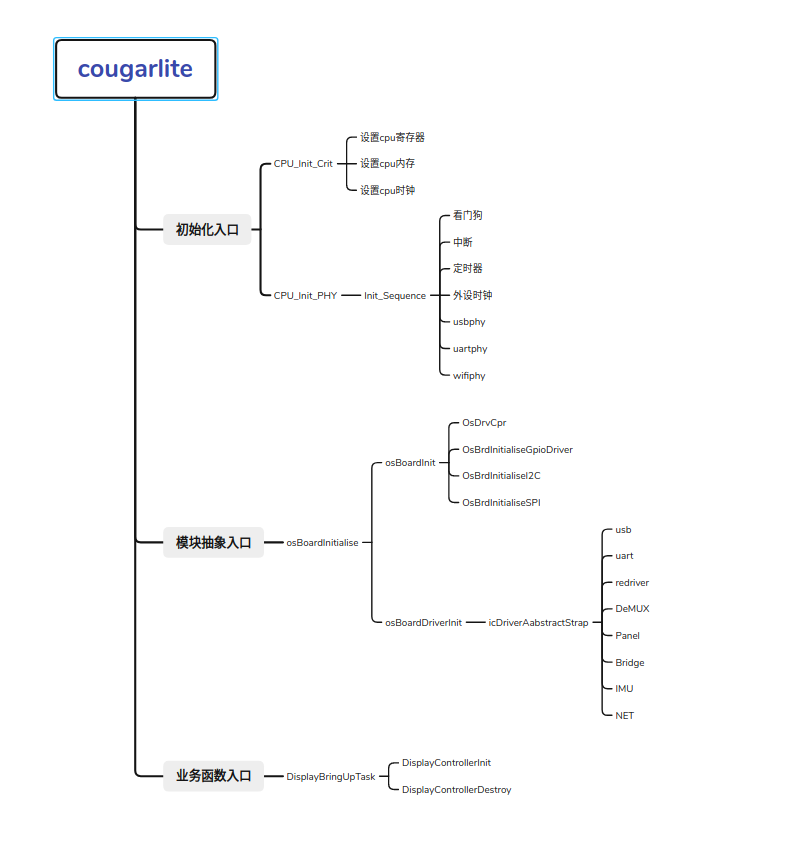 cougarlite
初始化入口
CPU_Init_Crit
设置cpu寄存器
设置cpu内存
设置cpu时钟
CPU_Init_PHY
Init_Sequence
看门狗
中断
定时器
外设时钟
usbphy
uartphy
wifiphy
模块抽象入口
osBoardInitialise
osBoardInit
OsDrvCpr
OsBrdInitialiseGpioDriver
OsBrdInitialiseI2C
OsBrdInitialiseSPI
osBoardDriverInit
icDriverAabstractStrap
usb
uart
redriver
DeMUX
Panel
Bridge
IMU
NET
业务函数入口
DisplayBringUpTask
DisplayControllerInit
DisplayControllerDestroy